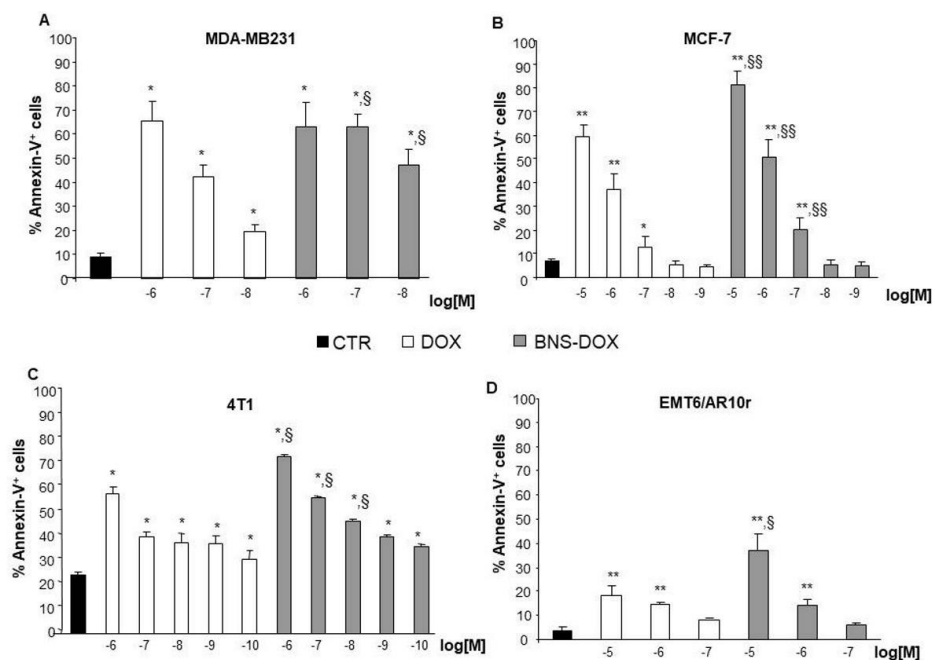 A
MDA-MB231
% Annexin-V+ cells
100
90
80
70
60
50
40
30
20
10
0
* * * * *,§ *,§
-6 -7 -8 -6 -7 -8
log[M]
B
MCF-7
% Annexin-V+ cells
100
90
80
70
60
50
40
30
20
10
0
** ** * **,§§ **,§§ **,§§
-5 -6 -7 -8 -9 -5 -6 -7 -8 -9
log[M]
CTR DOX BNS-DOX
C
4T1
% Annexin-V+ cells
100
90
80
70
60
50
40
30
20
10
0
* * * * * *,§ *,§ *,§ * *
-6 -7 -8 -9 -10 -6 -7 -8 -9 -10
log[M]
D
EMT6/AR10r
% Annexin-V+ cells
100
90
80
70
60
50
40
30
20
10
0
** ** **,§ **
-5 -6 -7 -5 -6 -7
log[M]